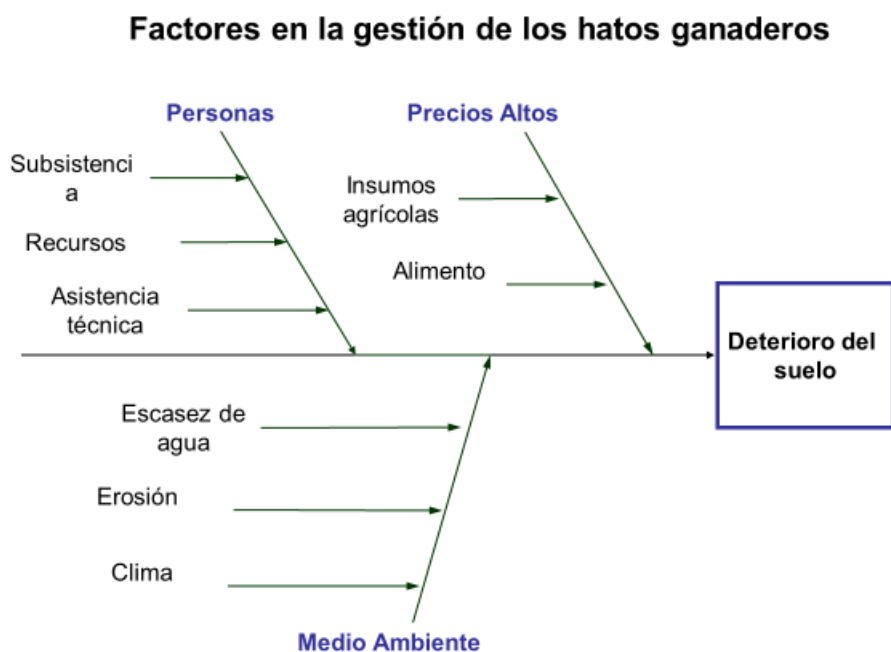 Factores en la gestión de los hatos ganaderos
Personas
Precios Altos
Subsistenci
a
Insumos
agrícolas
Recursos
Alimento
Asistencia
técnica
Deterioro del
suelo
Escasez de
agua
Erosión
Clima
Medio Ambiente